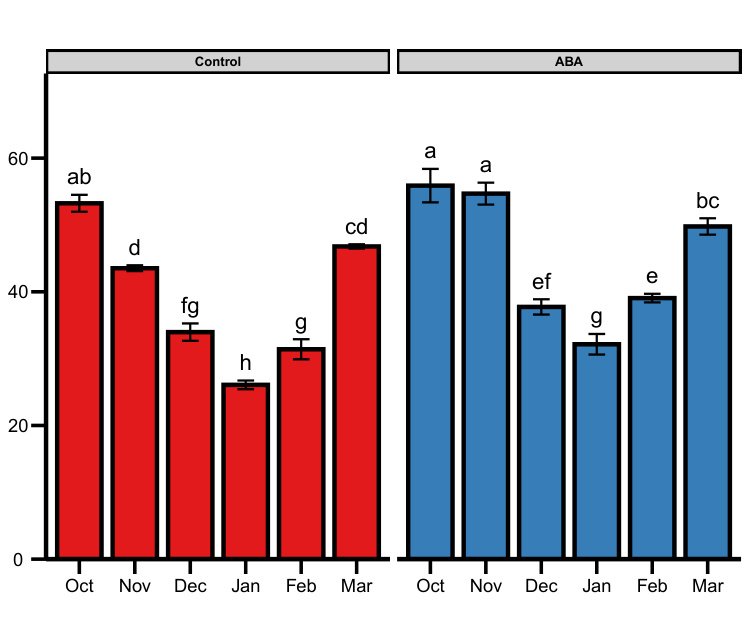 Control ABA
60
40
20
0
ab d fg h g cd
a a ef g e bc
Oct Nov Dec Jan Feb Mar
Oct Nov Dec Jan Feb Mar